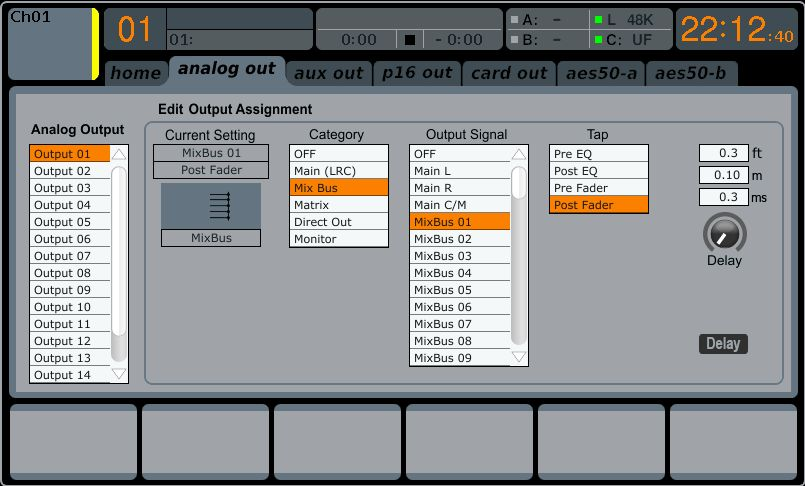 Ch01
01
01:
0:00 - 0:00
A: - L 48K
B: - C: UF
22:12:40
home analog out aux out p16 out card out aes50-a aes50-b
Edit Output Assignment
Analog Output
Output 01
Output 02
Output 03
Output 04
Output 05
Output 06
Output 07
Output 08
Output 09
Output 10
Output 11
Output 12
Output 13
Output 14
Current Setting
MixBus 01
Post Fader
MixBus
Category
OFF
Main (LRC)
Mix Bus
Matrix
Direct Out
Monitor
Output Signal
OFF
Main L
Main R
Main C/M
MixBus 01
MixBus 02
MixBus 03
MixBus 04
MixBus 05
MixBus 06
MixBus 07
MixBus 08
MixBus 09
Tap
Pre EQ
Post EQ
Pre Fader
Post Fader
0.3 ft
0.10 m
0.3 ms
Delay
Delay